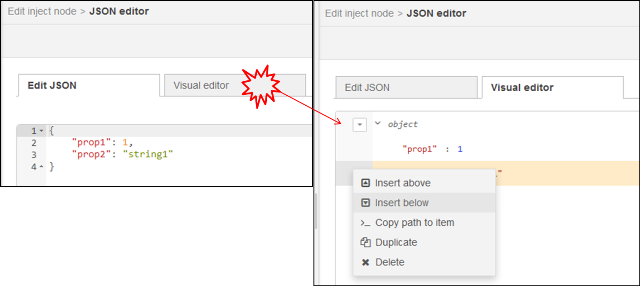 Edit inject node > JSON editor
Edit JSON
Visual editor
1 {
2 "prop1": 1,
3 "prop2": "string1"
4 }
Edit inject node > JSON editor
Edit JSON
Visual editor
object
"prop1" : 1
Insert above
Insert below
Copy path to item
Duplicate
Delete